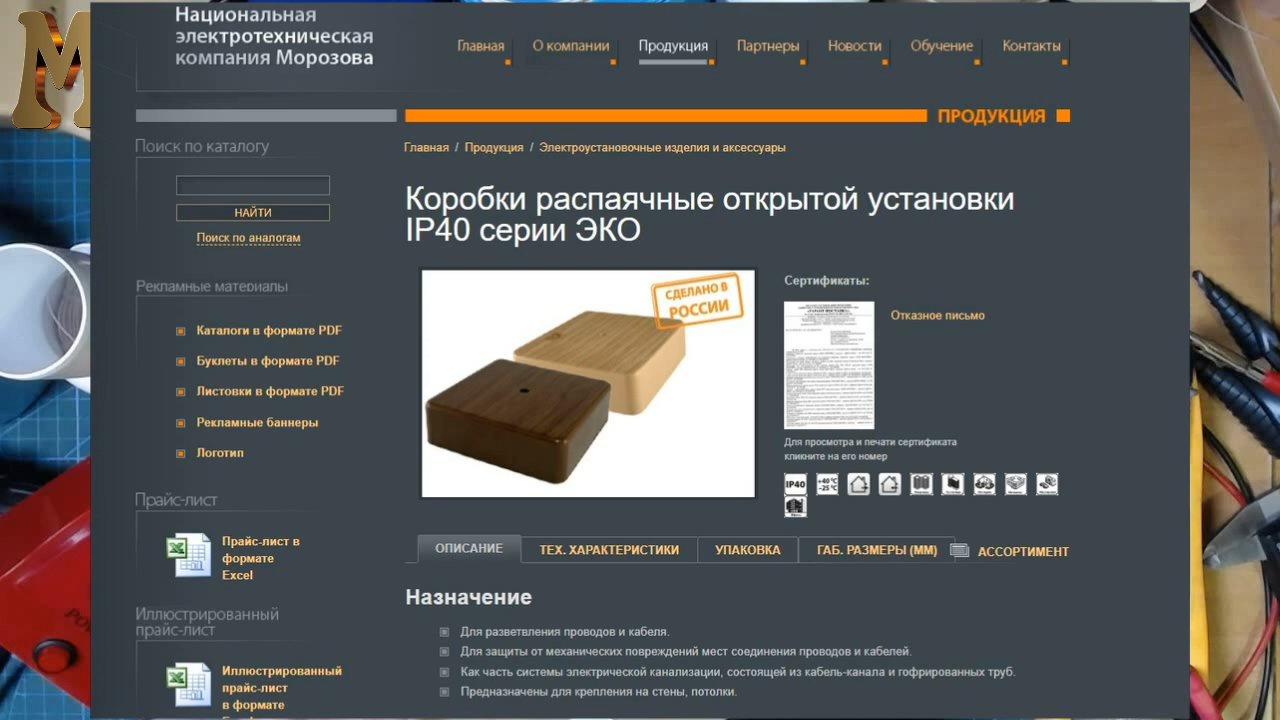 M
Национальная
электротехническая
компания Морозова
Главная
О компании
Продукция
Партнеры
Новости
Обучение
Контакты
ПРОДУКЦИЯ
Поиск по каталогу
НАЙТИ
Поиск по аналогам
Рекламные материалы
Каталоги в формате PDF
Буклеты в формате PDF
Листовки в формате PDF
Рекламные баннеры
Логотип
Прайс-лист
Прайс-лист в
формате
Excel
Иллюстрированный
прайс-лист
Иллюстрированный
прайс-лист
в формате
Главная / Продукция / Электроустановочные изделия и аксессуары
Коробки распаячные открытой установки
IP40 серии ЭКО
СДЕЛАНО В
РОССИИ
Сертификаты:
Отказное письмо
Для просмотра и печати сертификата
кликните на его номер
IP40
+40 °C
-25 °C
ОПИСАНИЕ
ТЕХ. ХАРАКТЕРИСТИКИ
УПАКОВКА
ГАБ. РАЗМЕРЫ (ММ)
АССОРТИМЕНТ
Назначение
Для разветвления проводов и кабеля.
Для защиты от механических повреждений мест соединения проводов и кабелей.
Как часть системы электрической канализации, состоящей из кабель-канала и гофрированных труб.
Предназначены для крепления на стены, потолки.